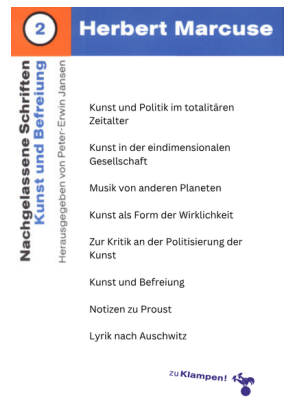 2
Herbert Marcuse
Nachgelassene Schriften
Kunst und Befreiung
Herausgegeben von Peter-Erwin Jansen
Kunst und Politik im totalitären
Zeitalter
Kunst in der eindimensionalen
Gesellschaft
Musik von anderen Planeten
Kunst als Form der Wirklichkeit
Zur Kritik an der Politisierung der
Kunst
Kunst und Befreiung
Notizen zu Proust
Lyrik nach Auschwitz
zu Klampen!